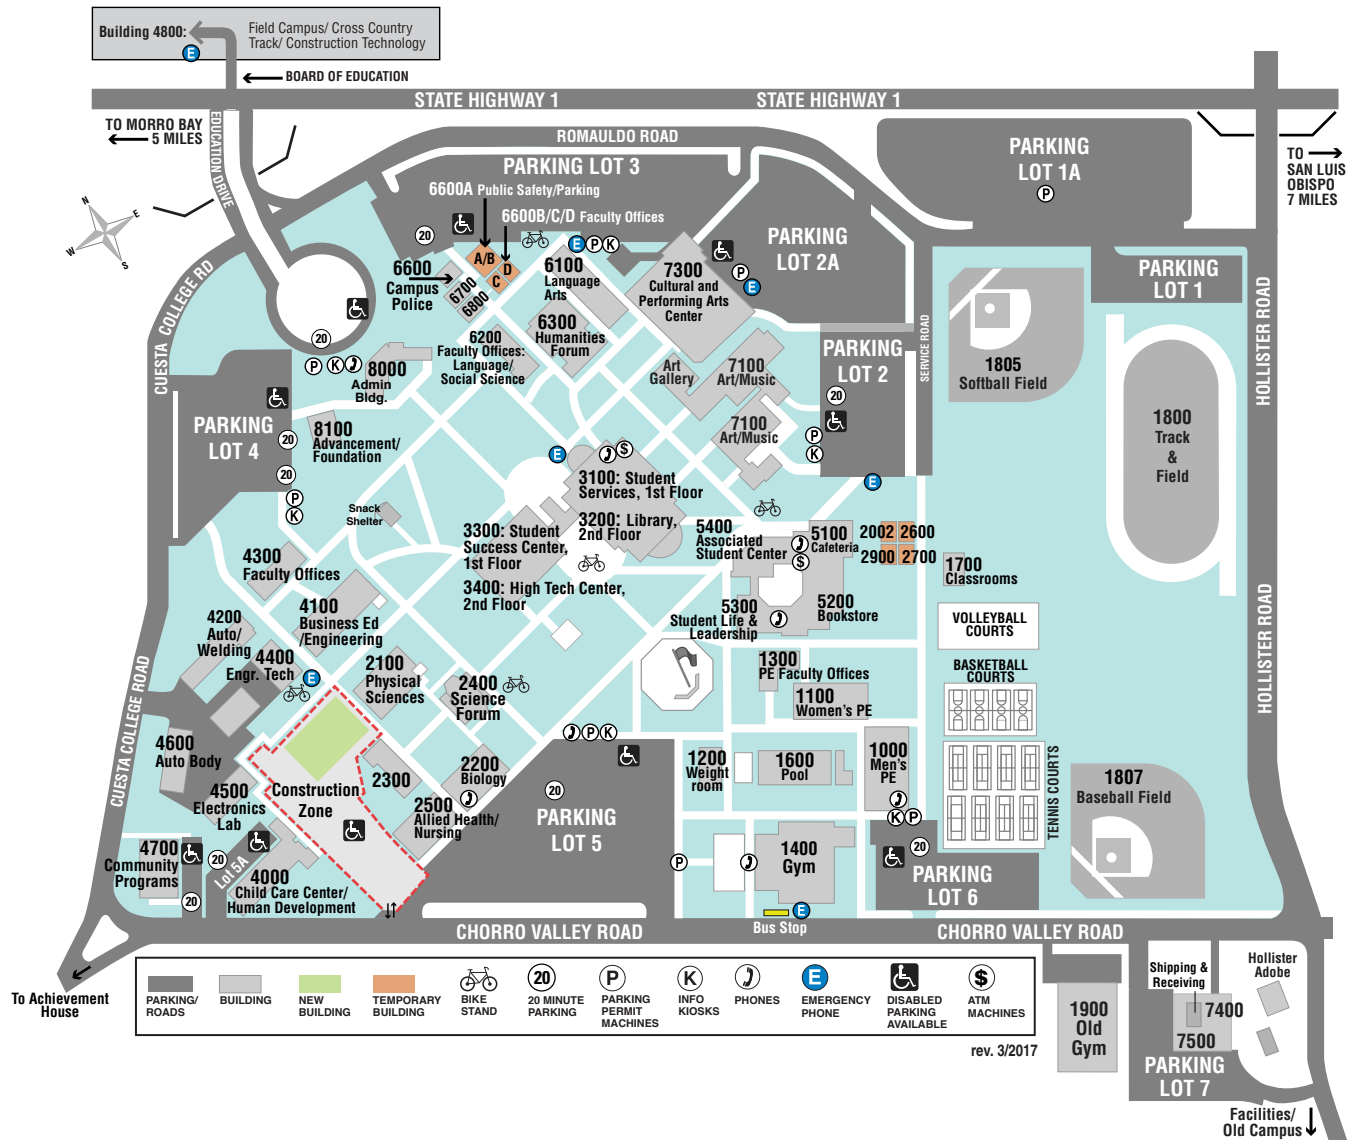 Building 4800:
Field Campus/ Cross Country
Track/ Construction Technology
E
BOARD OF EDUCATION
STATE HIGHWAY 1
STATE HIGHWAY 1
TO MORRO BAY
5 MILES
EDUCATION DRIVE
ROMAULDO ROAD
PARKING
LOT 1A
P
TO
SAN LUIS
OBISPO
7 MILES
N
E
W
S
PARKING LOT 3
6600A Public Safety/Parking
6600B/C/D Faculty Offices
20
A/B
D
C
E
P
K
6600
Campus
Police
6700
6800
6100
Language
Arts
7300
Cultural and
Performing Arts
Center
P
E
PARKING
LOT 2A
PARKING
LOT 1
CUESTA COLLEGE RD
20
P
K
8000
Admin
Bldg.
6200
Faculty Offices:
Language/
Social Science
6300
Humanities
Forum
Art
Gallery
7100
Art/Music
7100
Art/Music
PARKING
LOT 2
20
P
K
E
SERVICE ROAD
1805
Softball Field
HOLLISTER ROAD
1800
Track
&
Field
PARKING
LOT 4
20
20
P
K
8100
Advancement/
Foundation
Snack
Shelter
E
$
3100: Student
Services, 1st Floor
3200: Library,
2nd Floor
3300: Student
Success Center,
1st Floor
3400: High Tech Center,
2nd Floor
5400
Associated
Student Center
5100
Cafeteria
$
2002
2600
2900
2700
1700
Classrooms
5300
Student Life &
Leadership
5200
Bookstore
VOLLEYBALL
COURTS
HOLLISTER ROAD
4300
Faculty Offices
4100
Business Ed
/Engineering
4200
Auto/
Welding
4400
Engr. Tech
E
2100
Physical
Sciences
2400
Science
Forum
1300
PE Faculty Offices
1100
Women's PE
BASKETBALL
COURTS
CUESTA COLLEGE ROAD
4600
Auto Body
4500
Electronics
Lab
Construction
Zone
2300
2200
Biology
2500
Allied Health/
Nursing
P
K
20
PARKING
LOT 5
1200
Weight
room
1600
Pool
1000
Men's
PE
K
P
TENNIS COURTS
1807
Baseball Field
4700
Community
Programs
20
20
Lot 5A
4000
Child Care Center/
Human Development
P
1400
Gym
E
Bus Stop
20
PARKING
LOT 6
CHORRO VALLEY ROAD
CHORRO VALLEY ROAD
To Achievement
House
PARKING/
ROADS
BUILDING
NEW
BUILDING
TEMPORARY
BUILDING
BIKE
STAND
20
20 MINUTE
PARKING
P
PARKING
PERMIT
MACHINES
K
INFO
KIOSKS
PHONES
E
EMERGENCY
PHONE
DISABLED
PARKING
AVAILABLE
$
ATM
MACHINES
rev. 3/2017
1900
Old
Gym
Shipping &
Receiving
7400
7500
PARKING
LOT 7
Hollister
Adobe
Facilities/
Old Campus